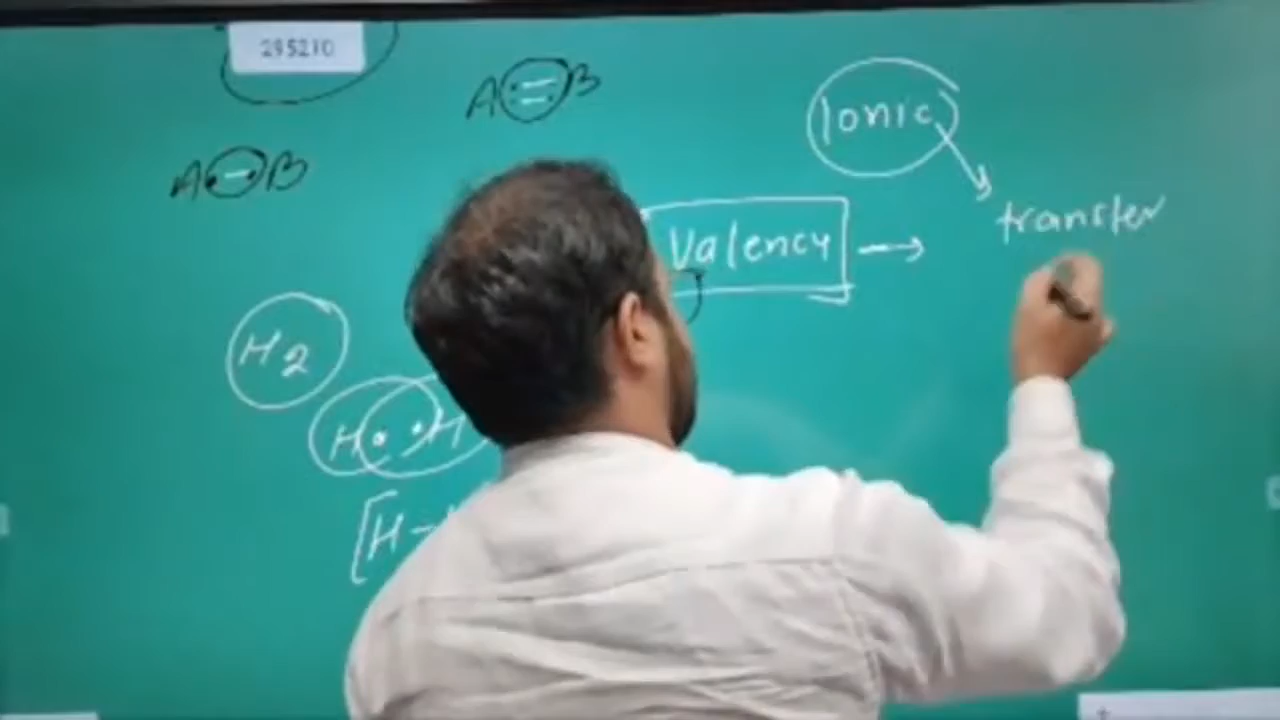 295210
A=B
Ionic
A-B
transfer
Valency →
H2
H H
[H-